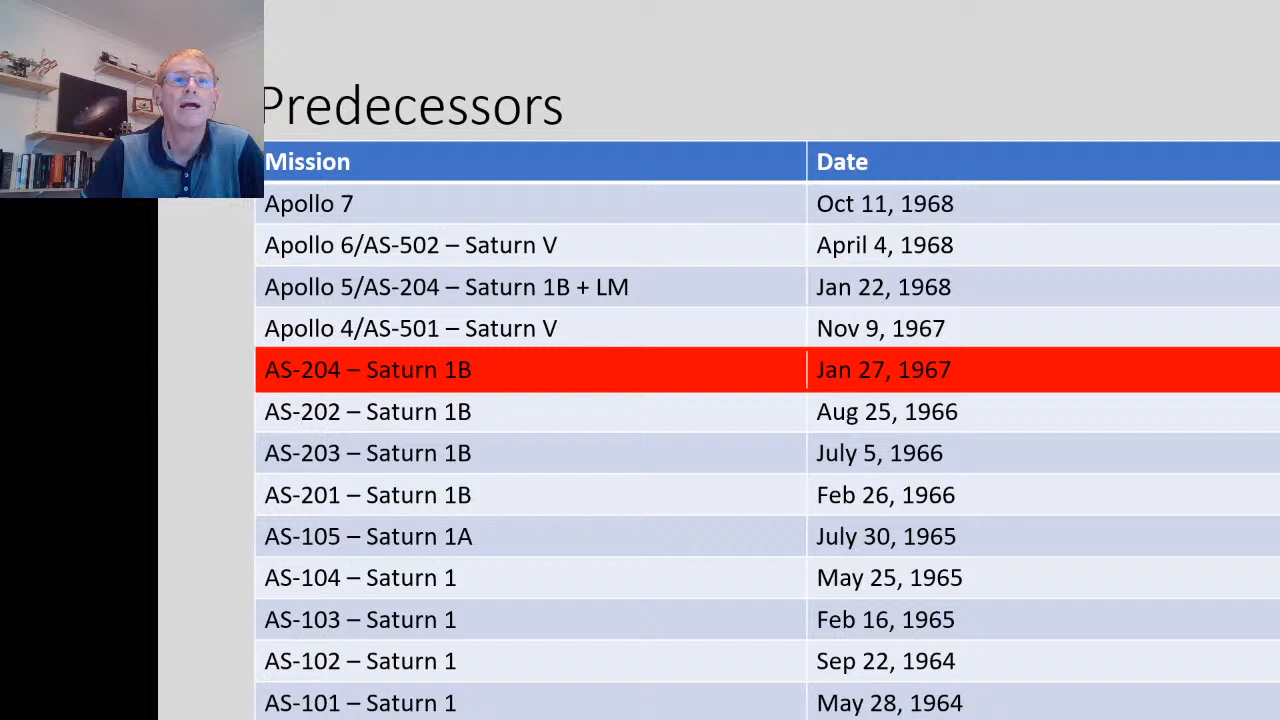 Predecessors
Mission Date
Apollo 7 Oct 11, 1968
Apollo 6/AS-502 – Saturn V April 4, 1968
Apollo 5/AS-204 – Saturn 1B + LM Jan 22, 1968
Apollo 4/AS-501 – Saturn V Nov 9, 1967
AS-204 – Saturn 1B Jan 27, 1967
AS-202 – Saturn 1B Aug 25, 1966
AS-203 – Saturn 1B July 5, 1966
AS-201 – Saturn 1B Feb 26, 1966
AS-105 – Saturn 1A July 30, 1965
AS-104 – Saturn 1 May 25, 1965
AS-103 – Saturn 1 Feb 16, 1965
AS-102 – Saturn 1 Sep 22, 1964
AS-101 – Saturn 1 May 28, 1964